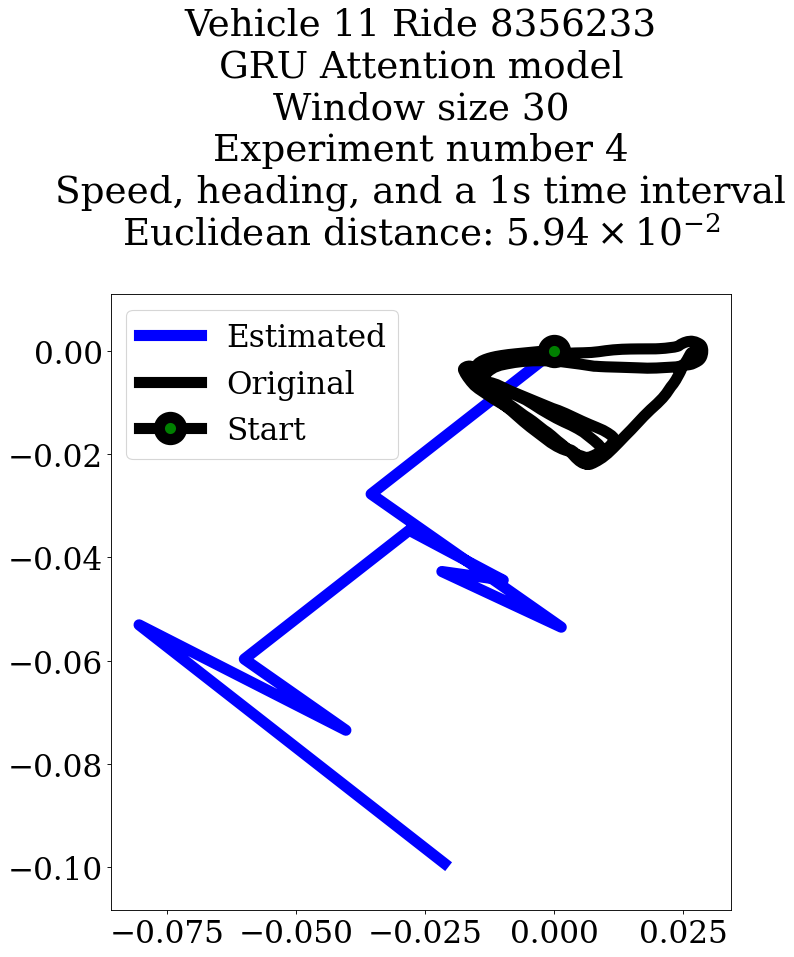 Vehicle 11 Ride 8356233
GRU Attention model
Window size 30
Experiment number 4
Speed, heading, and a 1s time interval
Euclidean distance: 5.94 × 10⁻²
Estimated
Original
Start
0.00
−0.02
−0.04
−0.06
−0.08
−0.10
−0.075 −0.050 −0.025 0.000 0.025